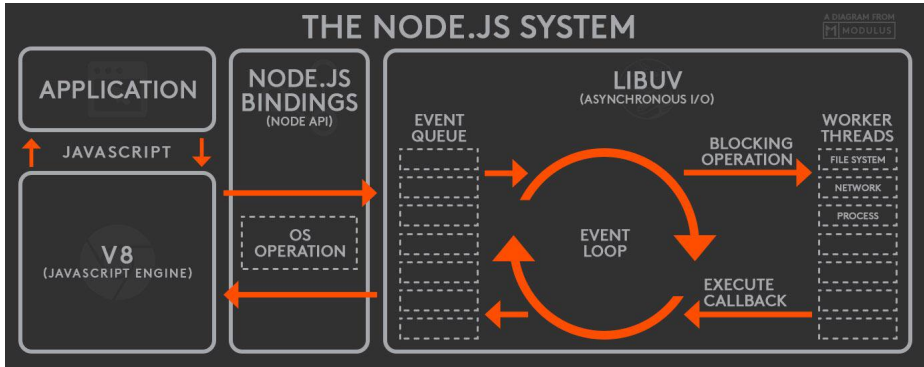 THE NODE.JS SYSTEM
A DIAGRAM FROM
M MODULUS
APPLICATION
JAVASCRIPT
V8
(JAVASCRIPT ENGINE)
NODE.JS
BINDINGS
(NODE API)
OS
OPERATION
LIBUV
(ASYNCHRONOUS I/O)
EVENT
QUEUE
EVENT
LOOP
BLOCKING
OPERATION
EXECUTE
CALLBACK
WORKER
THREADS
FILE SYSTEM
NETWORK
PROCESS